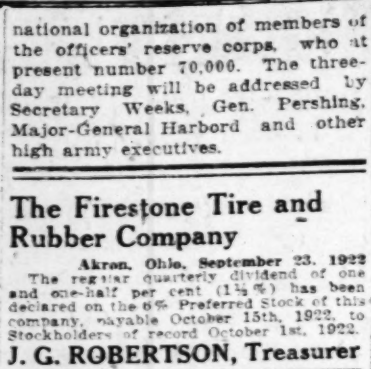 national organization of members of
the officers' reserve corps, who at
present number 70,000. The three-
day meeting will be addressed by
Secretary Weeks, Gen. Pershing,
Major-General Harbord and other
high army executives.
The Firestone Tire and
Rubber Company
Akron, Ohio, September 23, 1922
The regular quarterly dividend of one
and one-half per cent (1½%) has been
declared on the 6% Preferred Stock of this
company, payable October 15th, 1922, to
Stockholders of record October 1st, 1922.
J. G. ROBERTSON, Treasurer